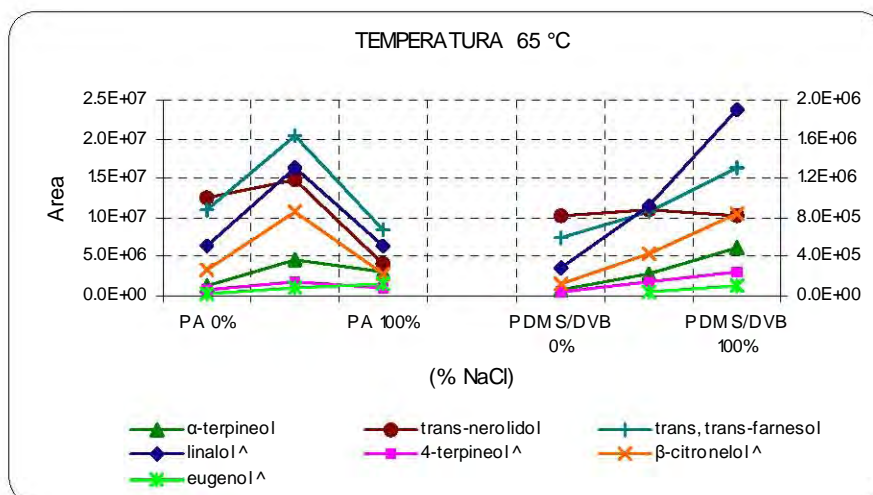 TEMPERATURA 65 °C
2.5E+07
2.0E+07
1.5E+07
1.0E+07
5.0E+06
0.0E+00
Area
2.0E+06
1.6E+06
1.2E+06
8.0E+05
4.0E+05
0.0E+00
PA 0% PA 100% PDMS/DVB 0% PDMS/DVB 100%
(% NaCl)
α-terpineol trans-nerolidol trans, trans-farnesol
linalol ^ 4-terpineol ^ β-citronelol ^
eugenol ^